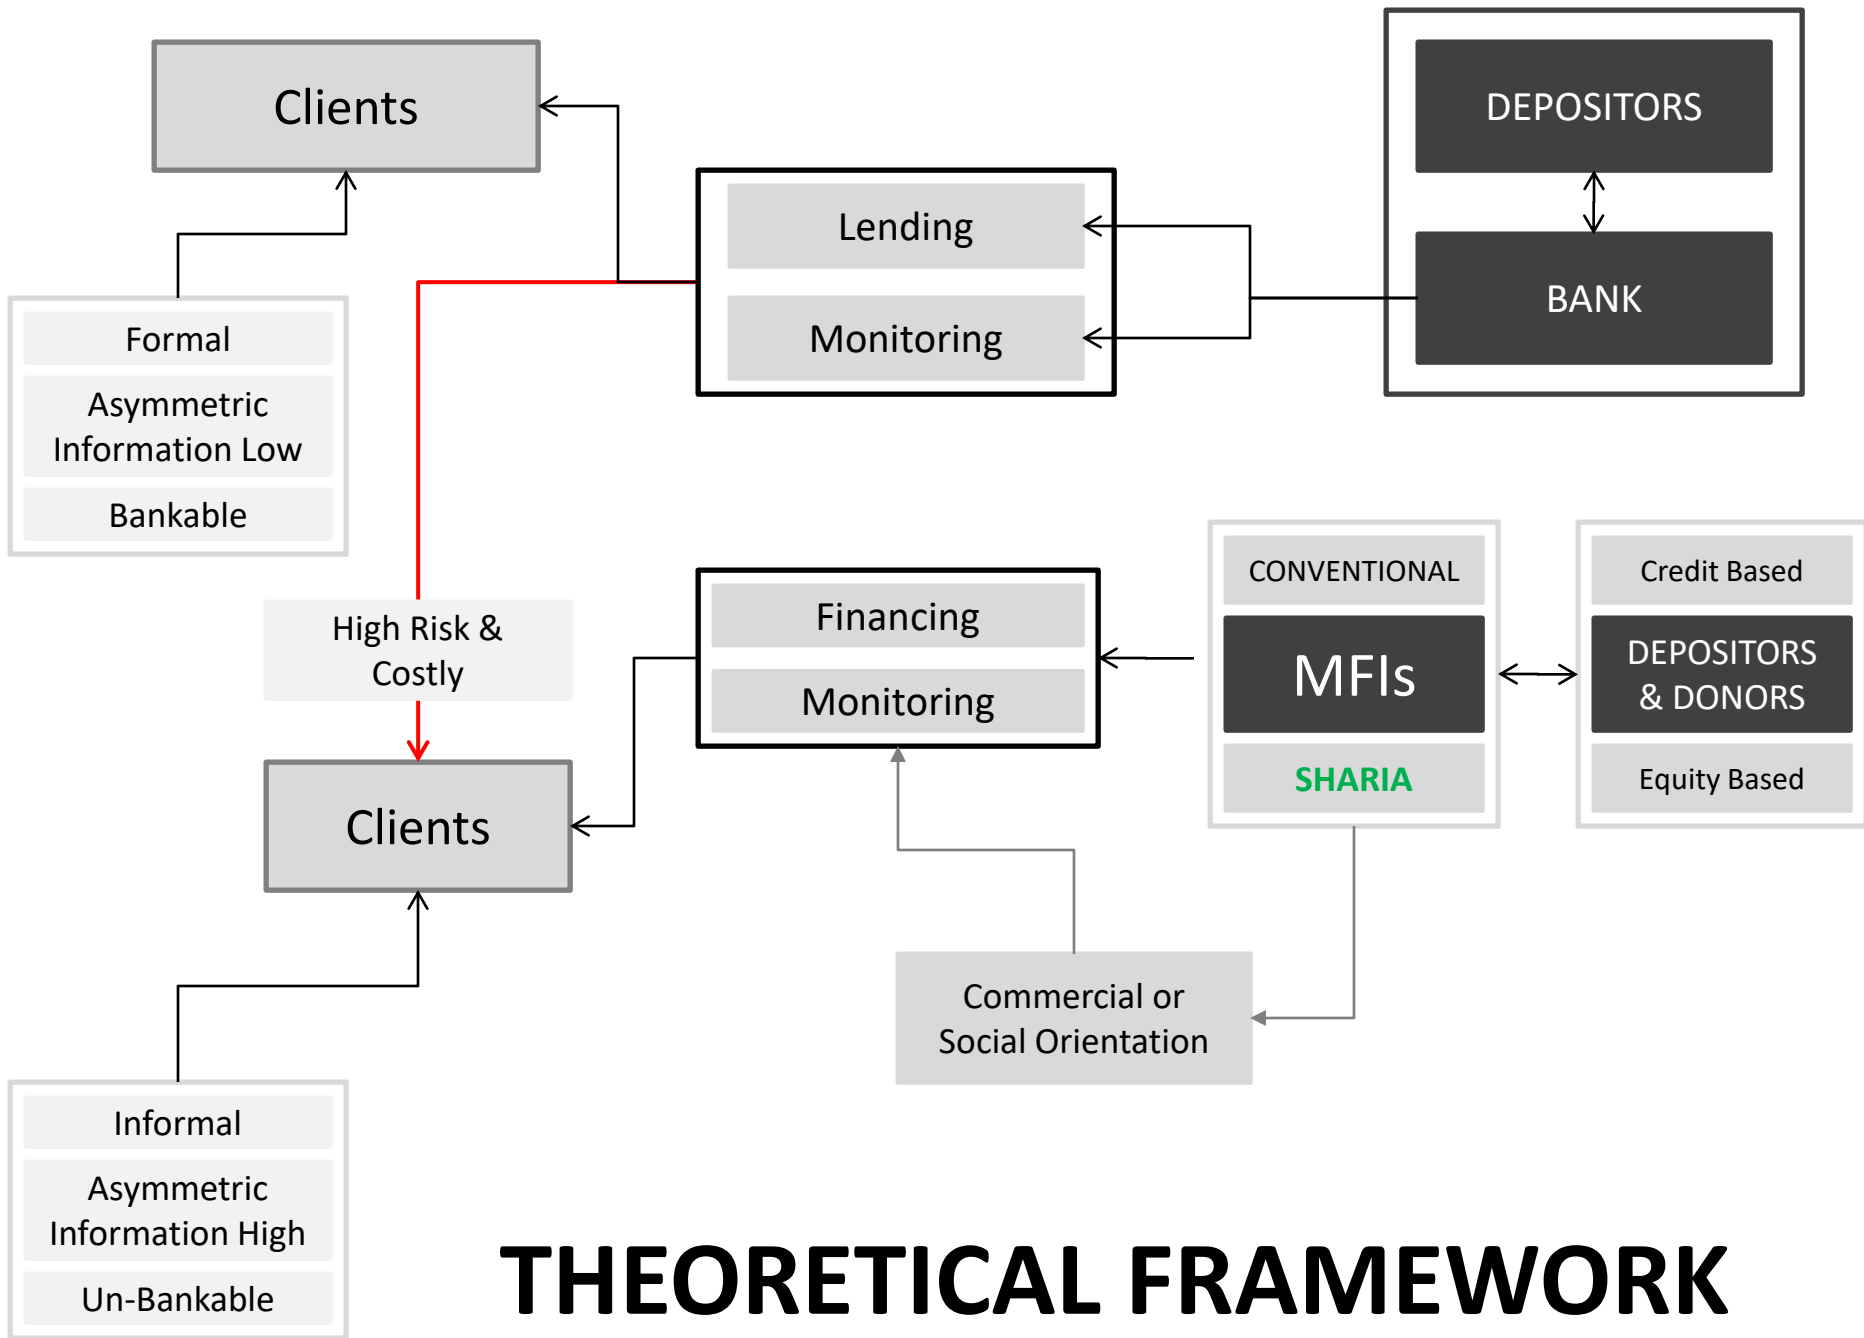 Clients
DEPOSITORS
BANK
Lending
Monitoring
Formal
Asymmetric
Information Low
Bankable
High Risk &
Costly
Financing
Monitoring
CONVENTIONAL
MFIs
SHARIA
Credit Based
DEPOSITORS
& DONORS
Equity Based
Clients
Commercial or
Social Orientation
Informal
Asymmetric
Information High
Un-Bankable
THEORETICAL FRAMEWORK